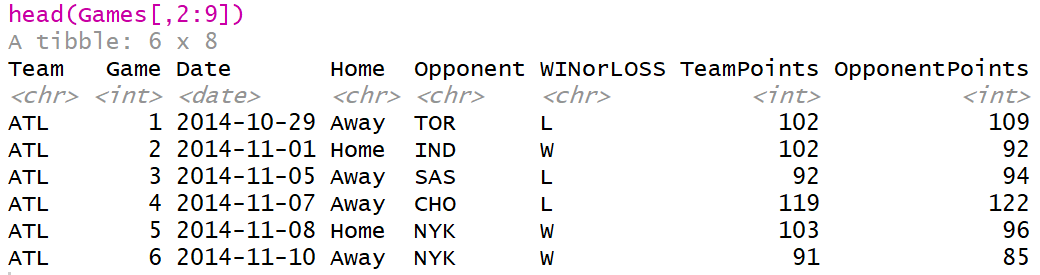 head(Games[,2:9])
A tibble: 6 x 8
Team Game Date Home Opponent WINorLOSS TeamPoints OpponentPoints
<chr> <int> <date> <chr> <chr> <chr> <int> <int>
ATL 1 2014-10-29 Away TOR L 102 109
ATL 2 2014-11-01 Home IND W 102 92
ATL 3 2014-11-05 Away SAS L 92 94
ATL 4 2014-11-07 Away CHO L 119 122
ATL 5 2014-11-08 Home NYK W 103 96
ATL 6 2014-11-10 Away NYK W 91 85